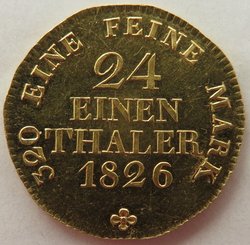 320 EINE FEINE MARK
24
EINEN
THALER
1826